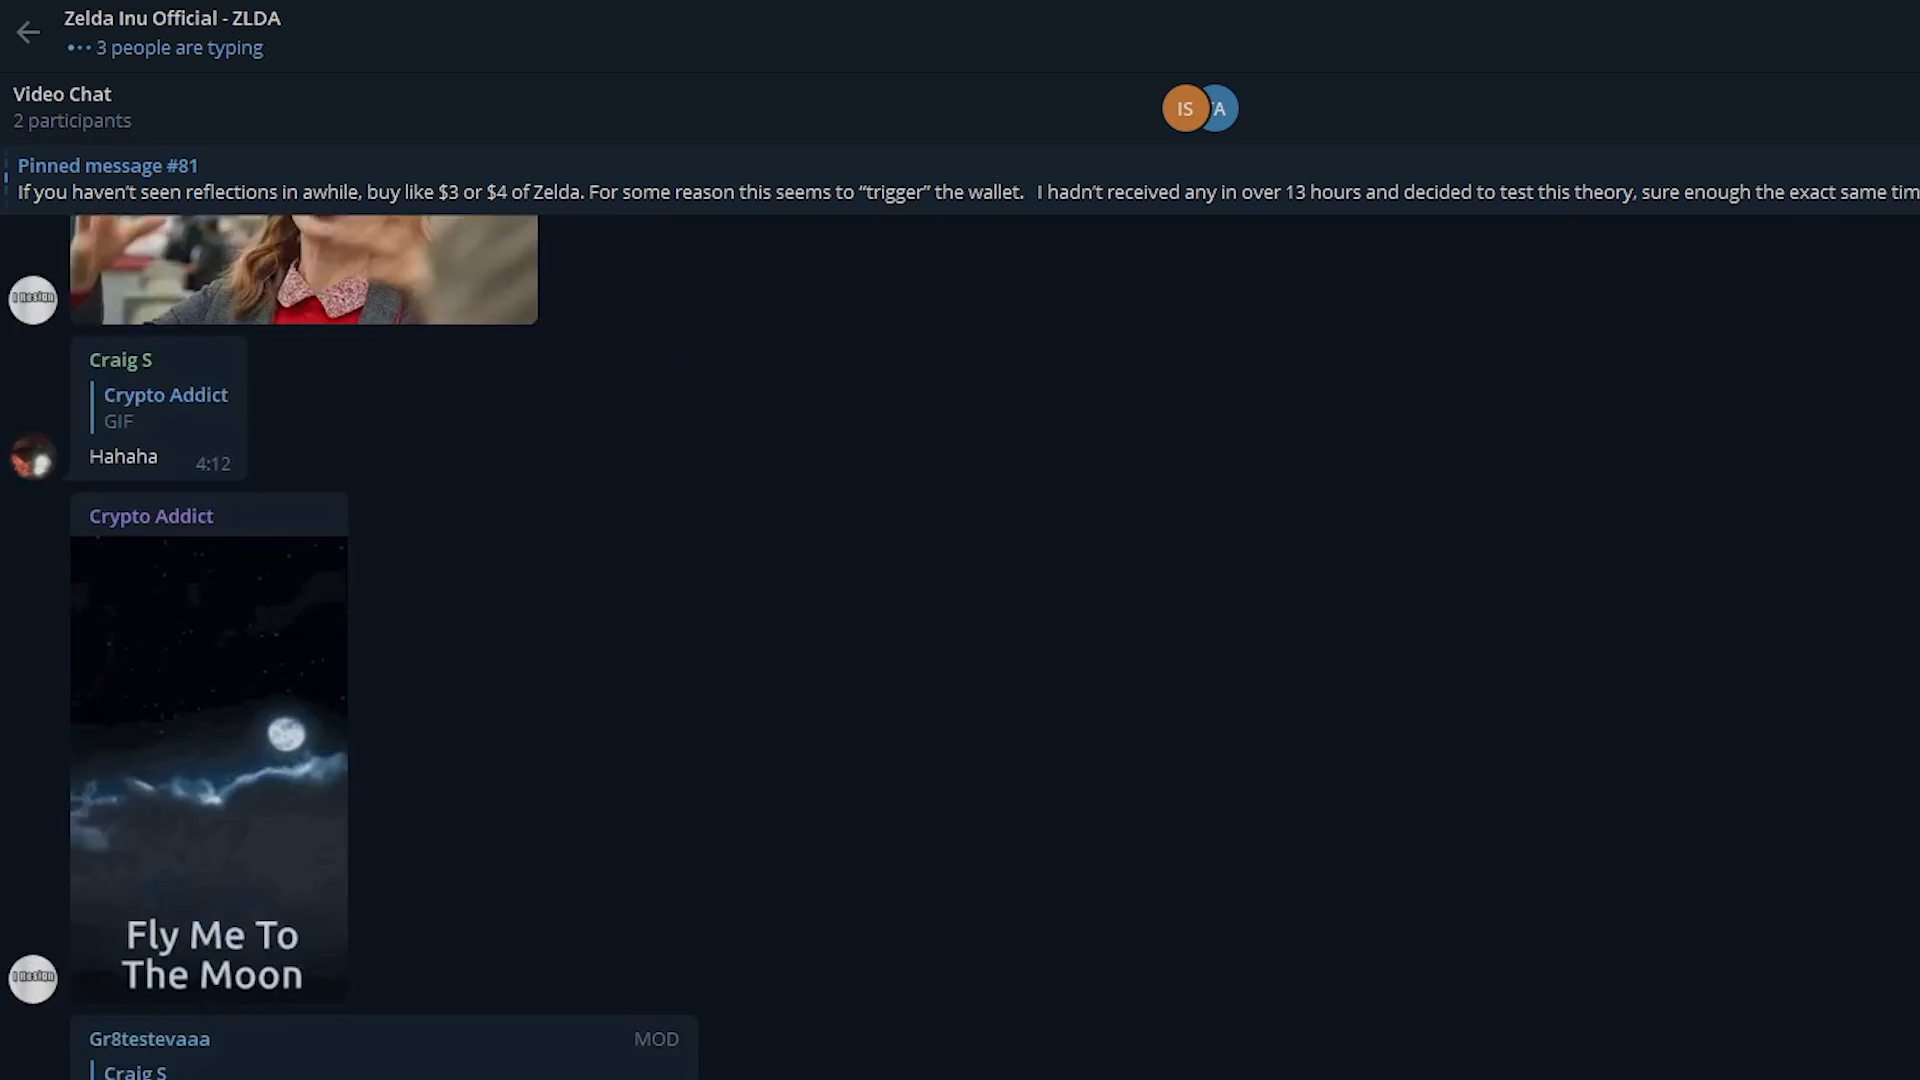 Zelda Inu Official - ZLDA
3 people are typing
Video Chat
2 participants
IS
A
Pinned message #81
If you haven’t seen reflections in awhile, buy like $3 or $4 of Zelda. For some reason this seems to “trigger” the wallet. I hadn’t received any in over 13 hours and decided to test this theory, sure enough the exact same tim
I Resign
Craig S
Crypto Addict
GIF
Hahaha
4:12
Crypto Addict
Fly Me To
The Moon
I Resign
Gr8testevaaa
MOD
Craig S